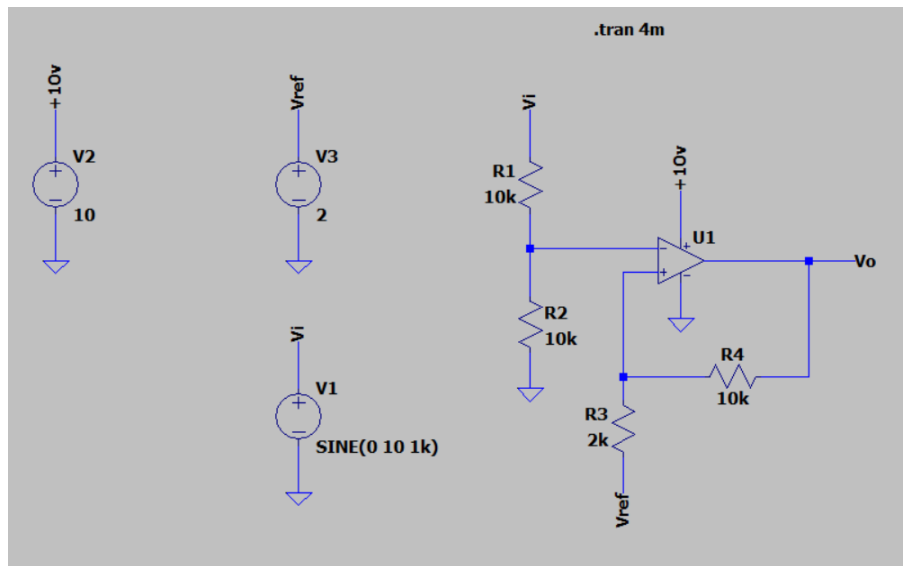 .tran 4m
+10v
V2
10
Vref
V3
2
Vi
V1
SINE(0 10 1k)
Vi
R1
10k
R2
10k
+10v
U1
Vo
R4
10k
R3
2k
Vref